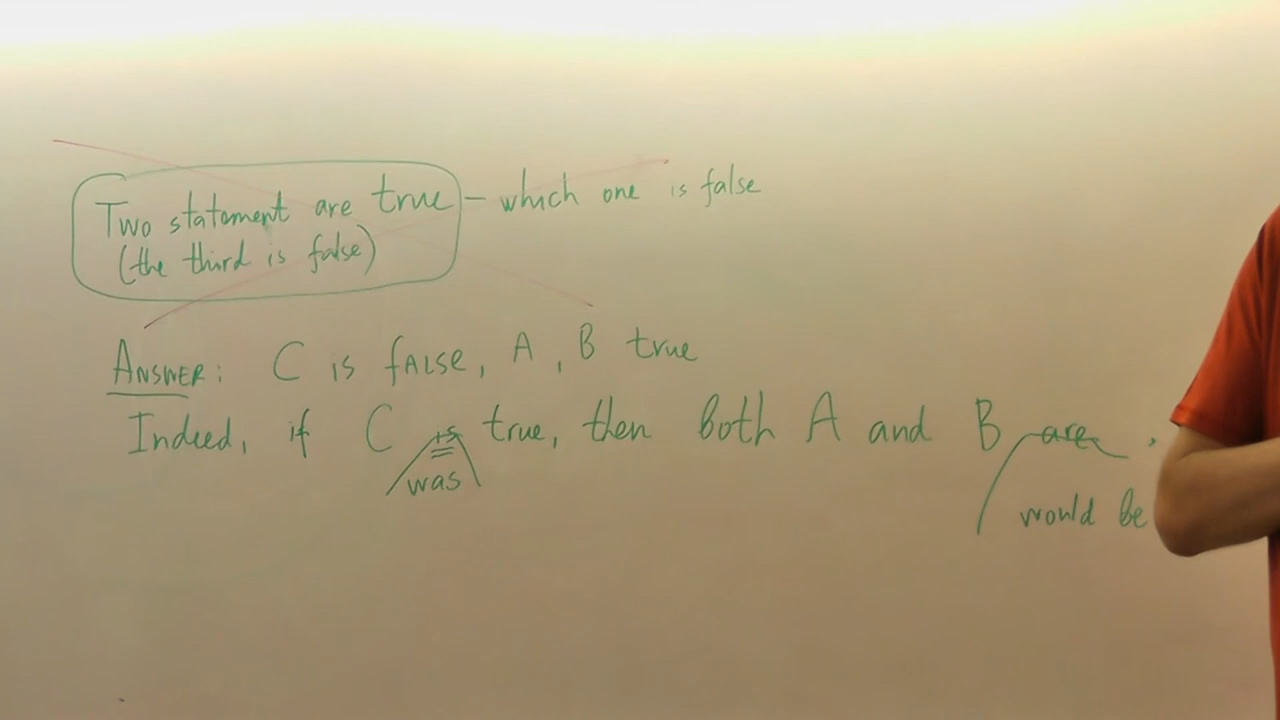 Two statement are true – which one is false
(the third is false)
ANSWER: C is false, A, B true
Indeed, if C is true, then both A and B are
was
would be